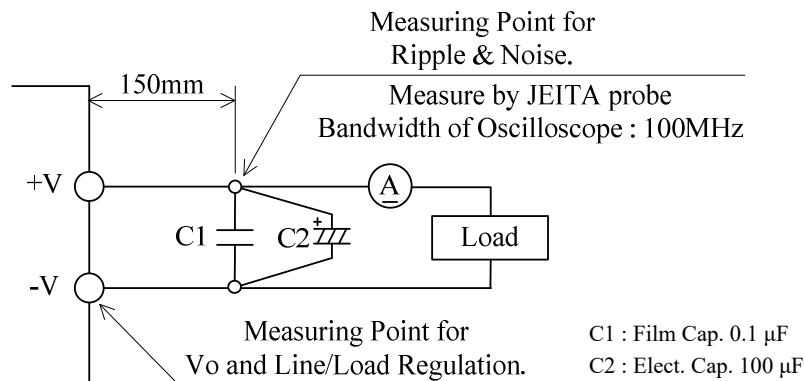 Measuring Point for
Ripple & Noise.
150mm
Measure by JEITA probe
Bandwidth of Oscilloscope : 100MHz
+V
A
C1
C2
+
Load
-V
Measuring Point for
Vo and Line/Load Regulation.
C1 : Film Cap. 0.1 μF
C2 : Elect. Cap. 100 μF